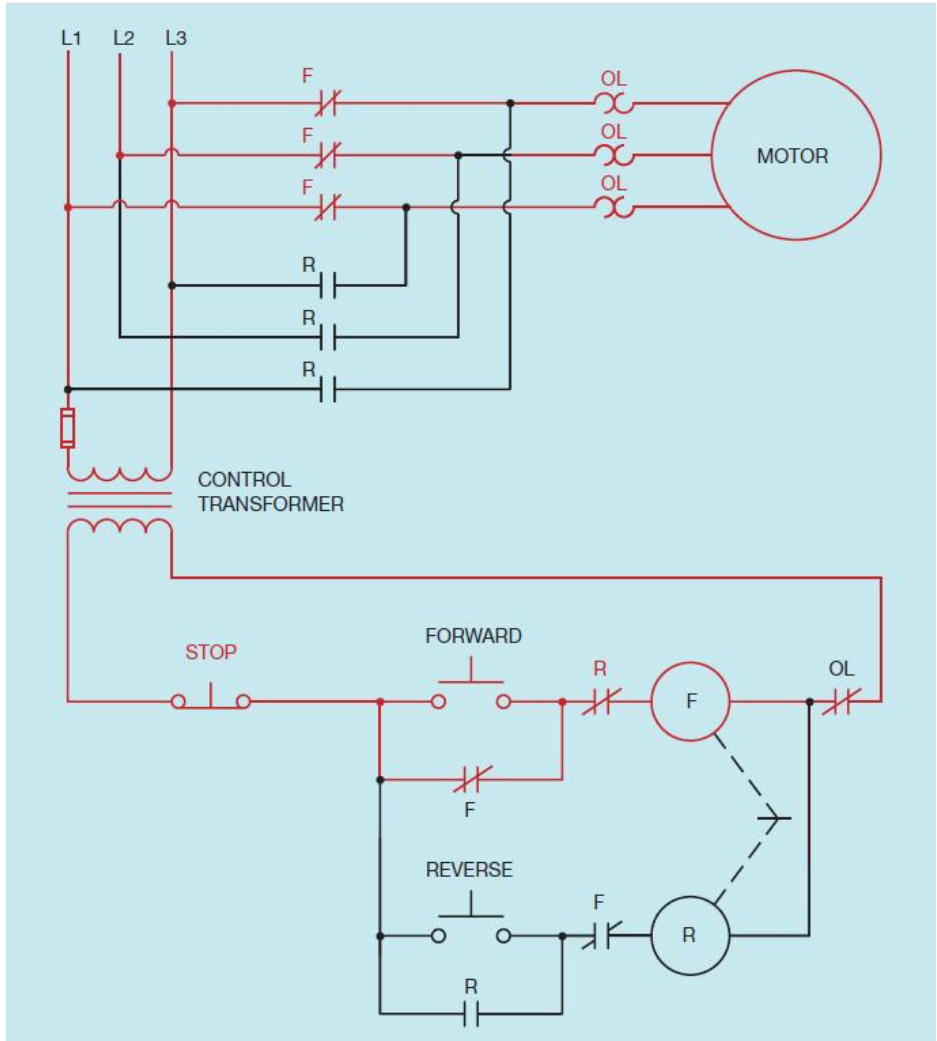 L1 L2 L3
F OL
F OL
MOTOR
F OL
R
R
R
CONTROL
TRANSFORMER
FORWARD
STOP
R OL
F
F
REVERSE
F
R
R